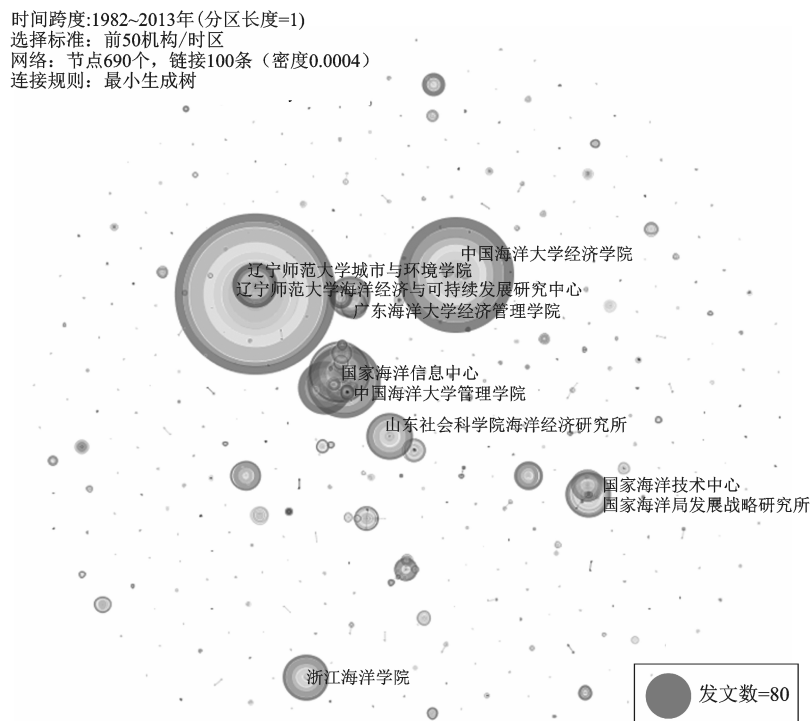 时间跨度:1982~2013年(分区长度=1)
选择标准：前50机构/时区
网络：节点690个，链接100条（密度0.0004）
连接规则：最小生成树
中国海洋大学经济学院
辽宁师范大学城市与环境学院
辽宁师范大学海洋经济与可持续发展研究中心
广东海洋大学经济管理学院
国家海洋信息中心
中国海洋大学管理学院
山东社会科学院海洋经济研究所
国家海洋技术中心
国家海洋局发展战略研究所
浙江海洋学院
发文数=80